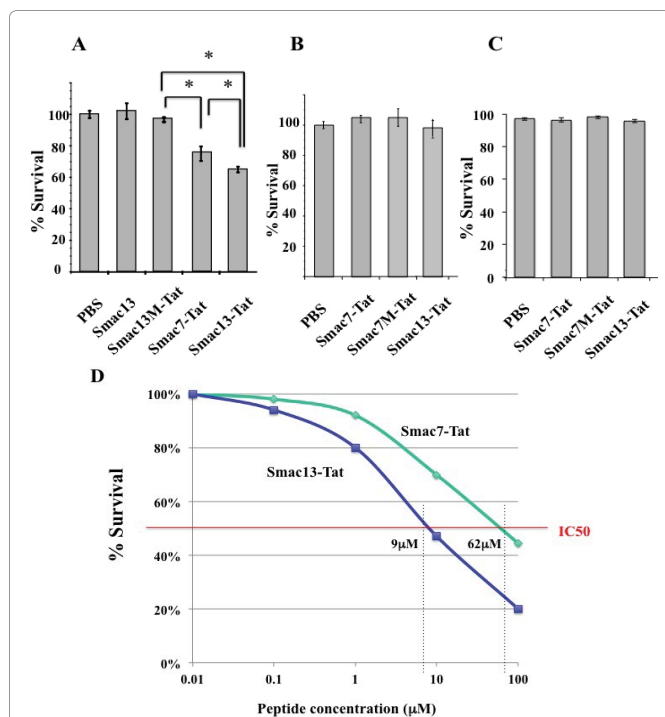 A
B
C
*
*
*
% Survival
100
80
60
40
20
0
PBS
Smac13
Smac13M-Tat
Smac7-Tat
Smac13-Tat
% Survival
100
80
60
40
20
PBS
Smac7-Tat
Smac7M-Tat
Smac13-Tat
% Survival
100
80
60
40
20
0
PBS
Smac7-Tat
Smac7M-Tat
Smac13-Tat
D
% Survival
100%
80%
60%
40%
20%
0%
Smac7-Tat
Smac13-Tat
IC50
9μM
62μM
0.01
0.1
1
10
100
Peptide concentration (μM)